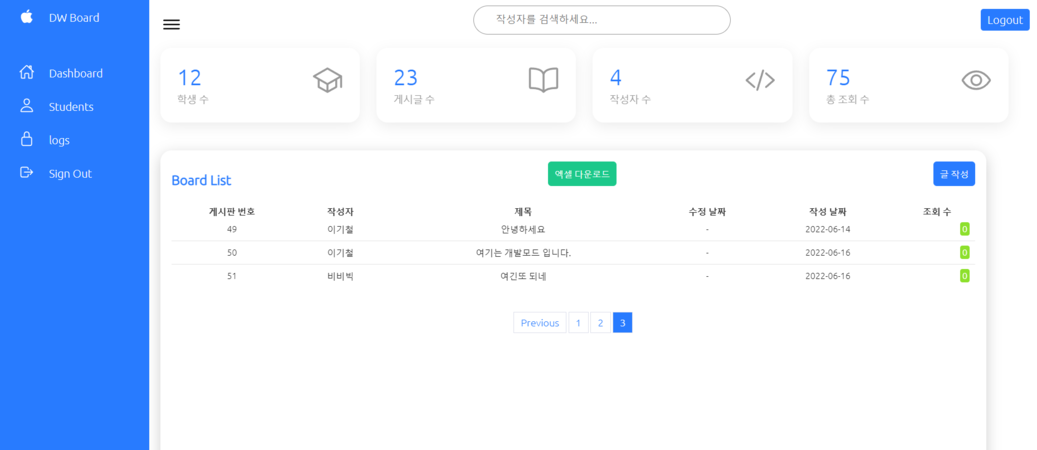 DW Board
Dashboard
Students
logs
Sign Out
작성자를 검색하세요...
Logout
12
학생 수
23
게시글 수
4
</>
작성자 수
75
총 조회 수
Board List
엑셀 다운로드
글 작성
게시판 번호 작성자 제목 수정 날짜 작성 날짜 조회 수
49 이기철 안녕하세요 - 2022-06-14 0
50 이기철 여기는 개발모드 입니다. - 2022-06-16 0
51 비비빅 여긴또 되네 - 2022-06-16 0
Previous 1 2 3